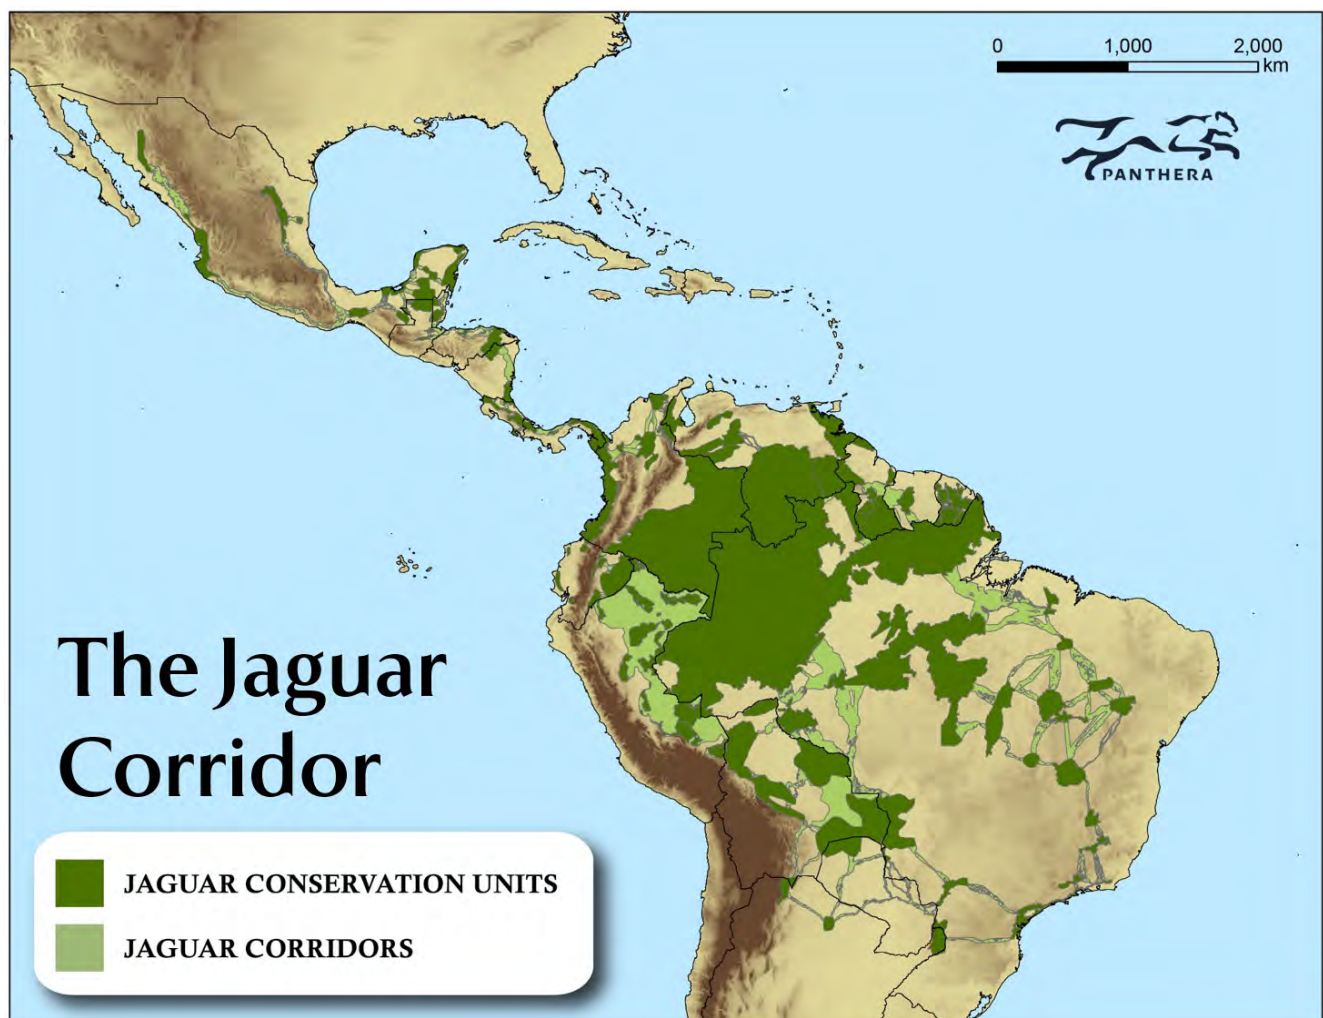 0 1,000 2,000
km
PANTHERA
The Jaguar
Corridor
JAGUAR CONSERVATION UNITS
JAGUAR CORRIDORS